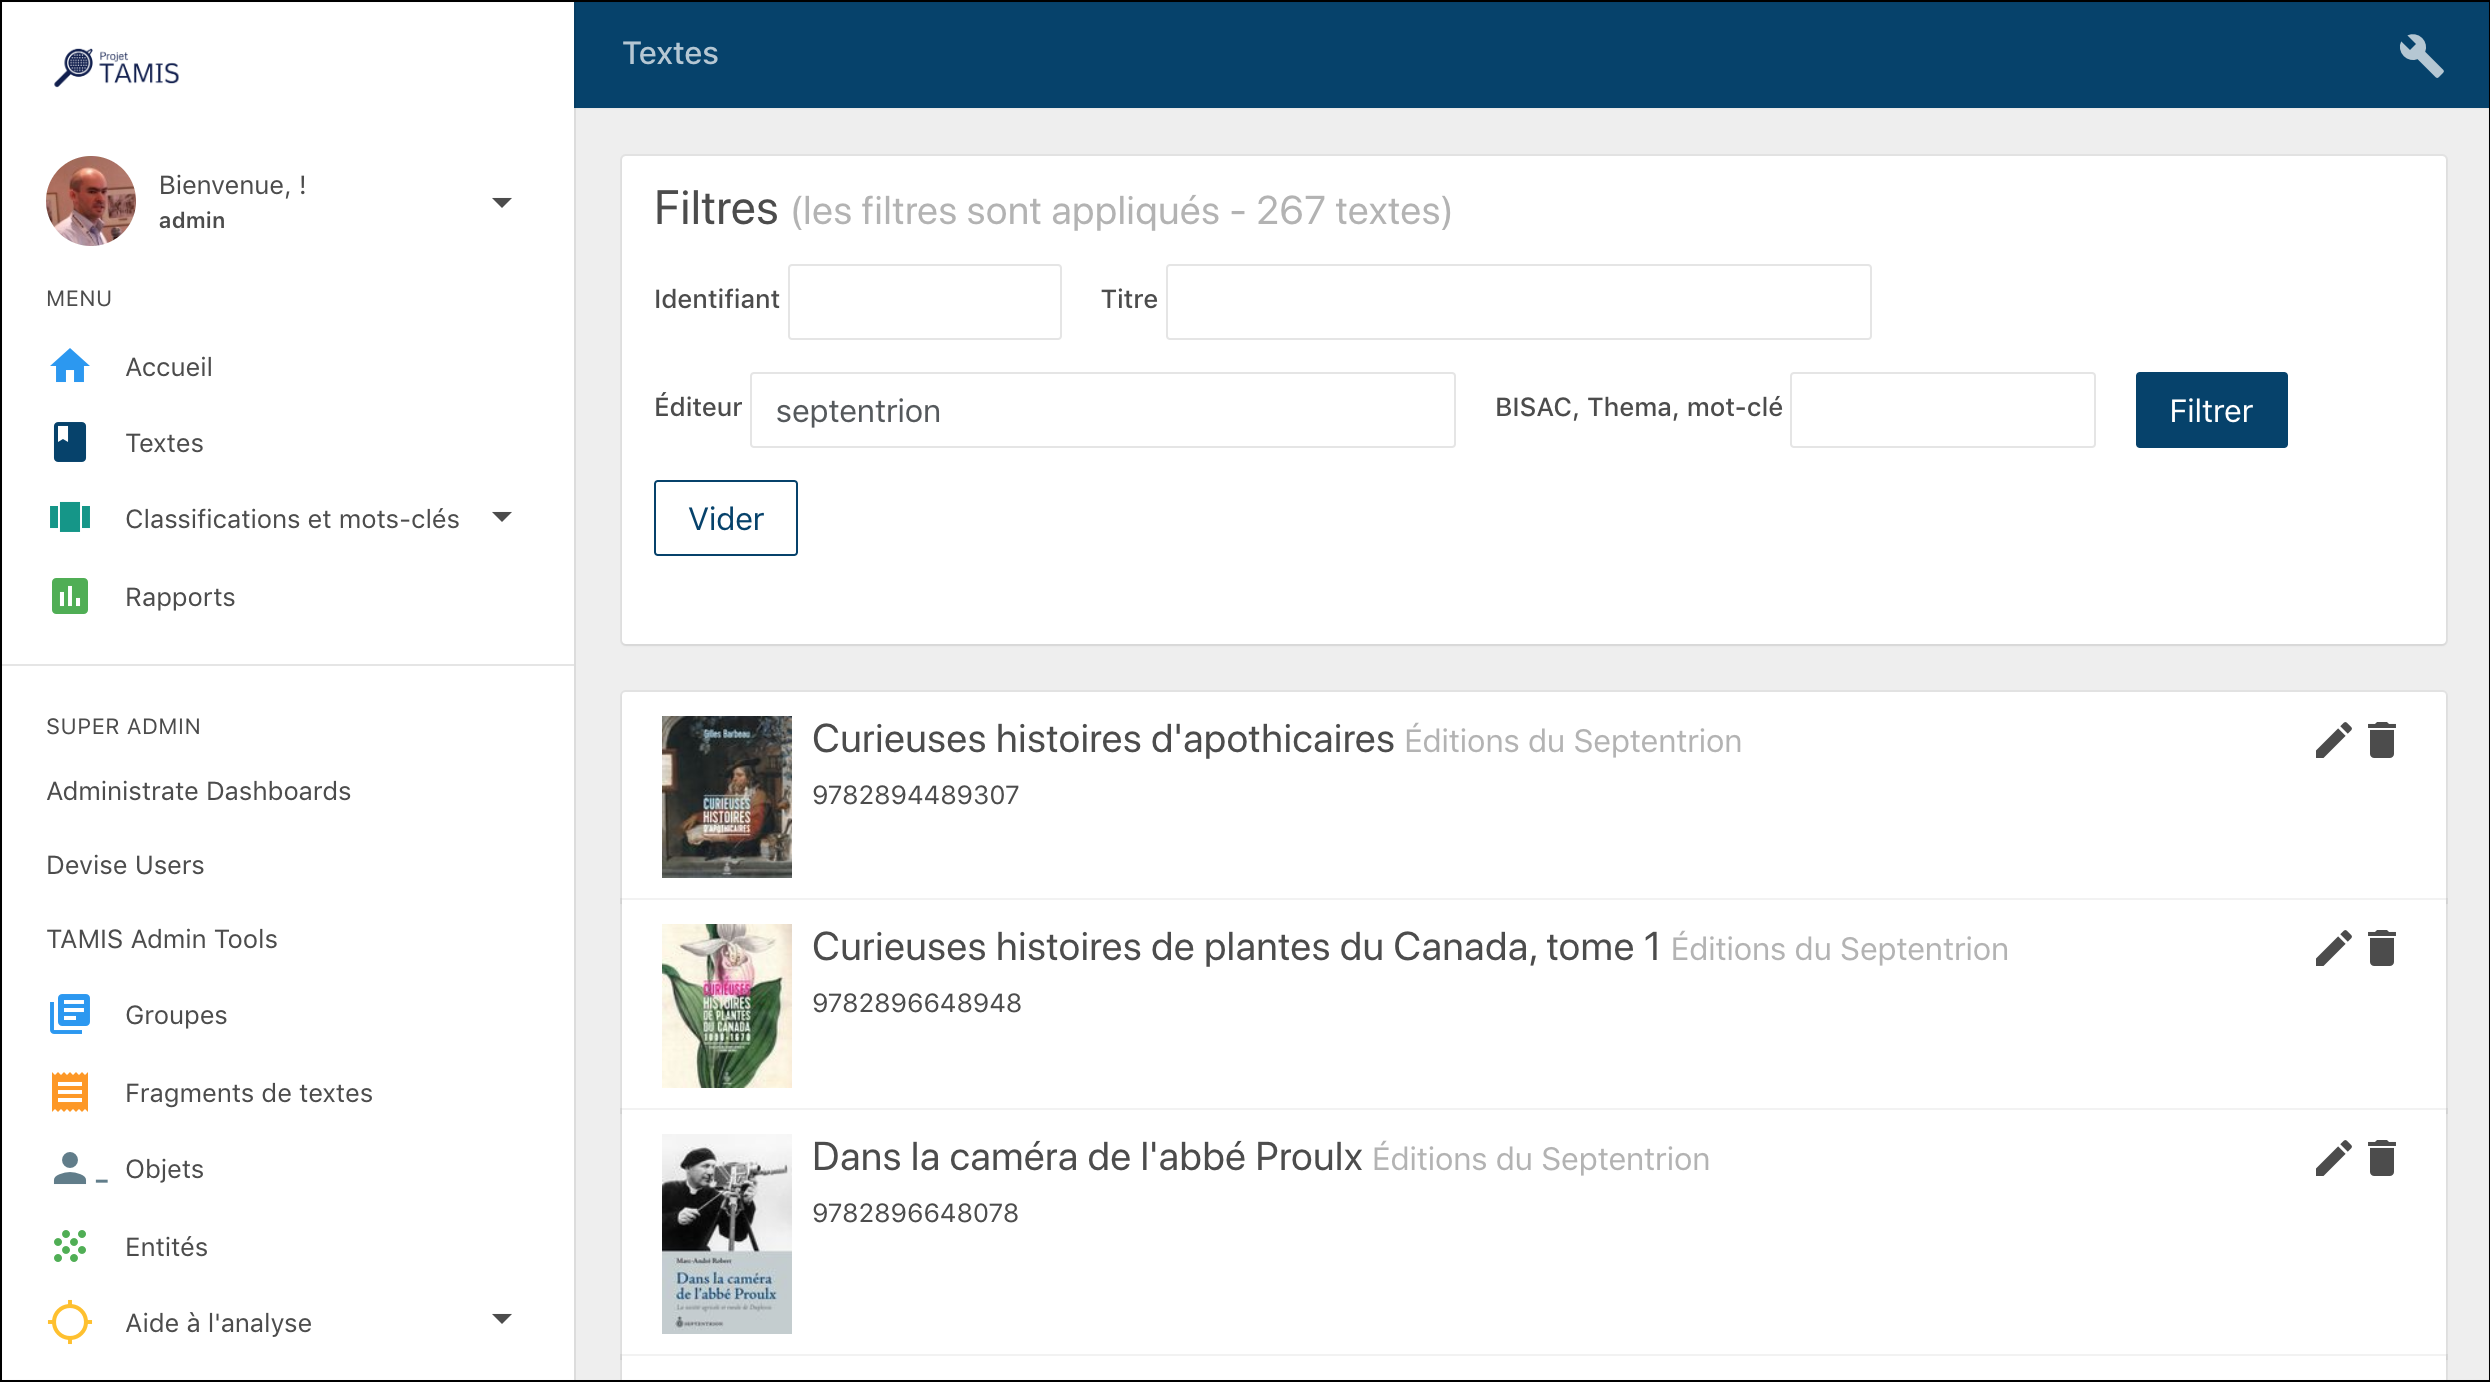 Projet
TAMIS
Bienvenue, !
admin
MENU
Accueil
Textes
Classifications et mots-clés
Rapports
SUPER ADMIN
Administrate Dashboards
Devise Users
TAMIS Admin Tools
Groupes
Fragments de textes
Objets
Entités
Aide à l'analyse
Textes
Filtres (les filtres sont appliqués - 267 textes)
Identifiant
Titre
Éditeur septentrion
BISAC, Thema, mot-clé
Filtrer
Vider
Gilles Barbeau
CURIEUSES
HISTOIRES
D'APOTHICAIRES
Curieuses histoires d'apothicaires Éditions du Septentrion
9782894489307
CURIEUSES
HISTOIRES
DE PLANTES
DU CANADA
Curieuses histoires de plantes du Canada, tome 1 Éditions du Septentrion
9782896648948
Marc-André Robert
Dans la caméra
de l'abbé Proulx
SEPTENTRION
Dans la caméra de l'abbé Proulx Éditions du Septentrion
9782896648078